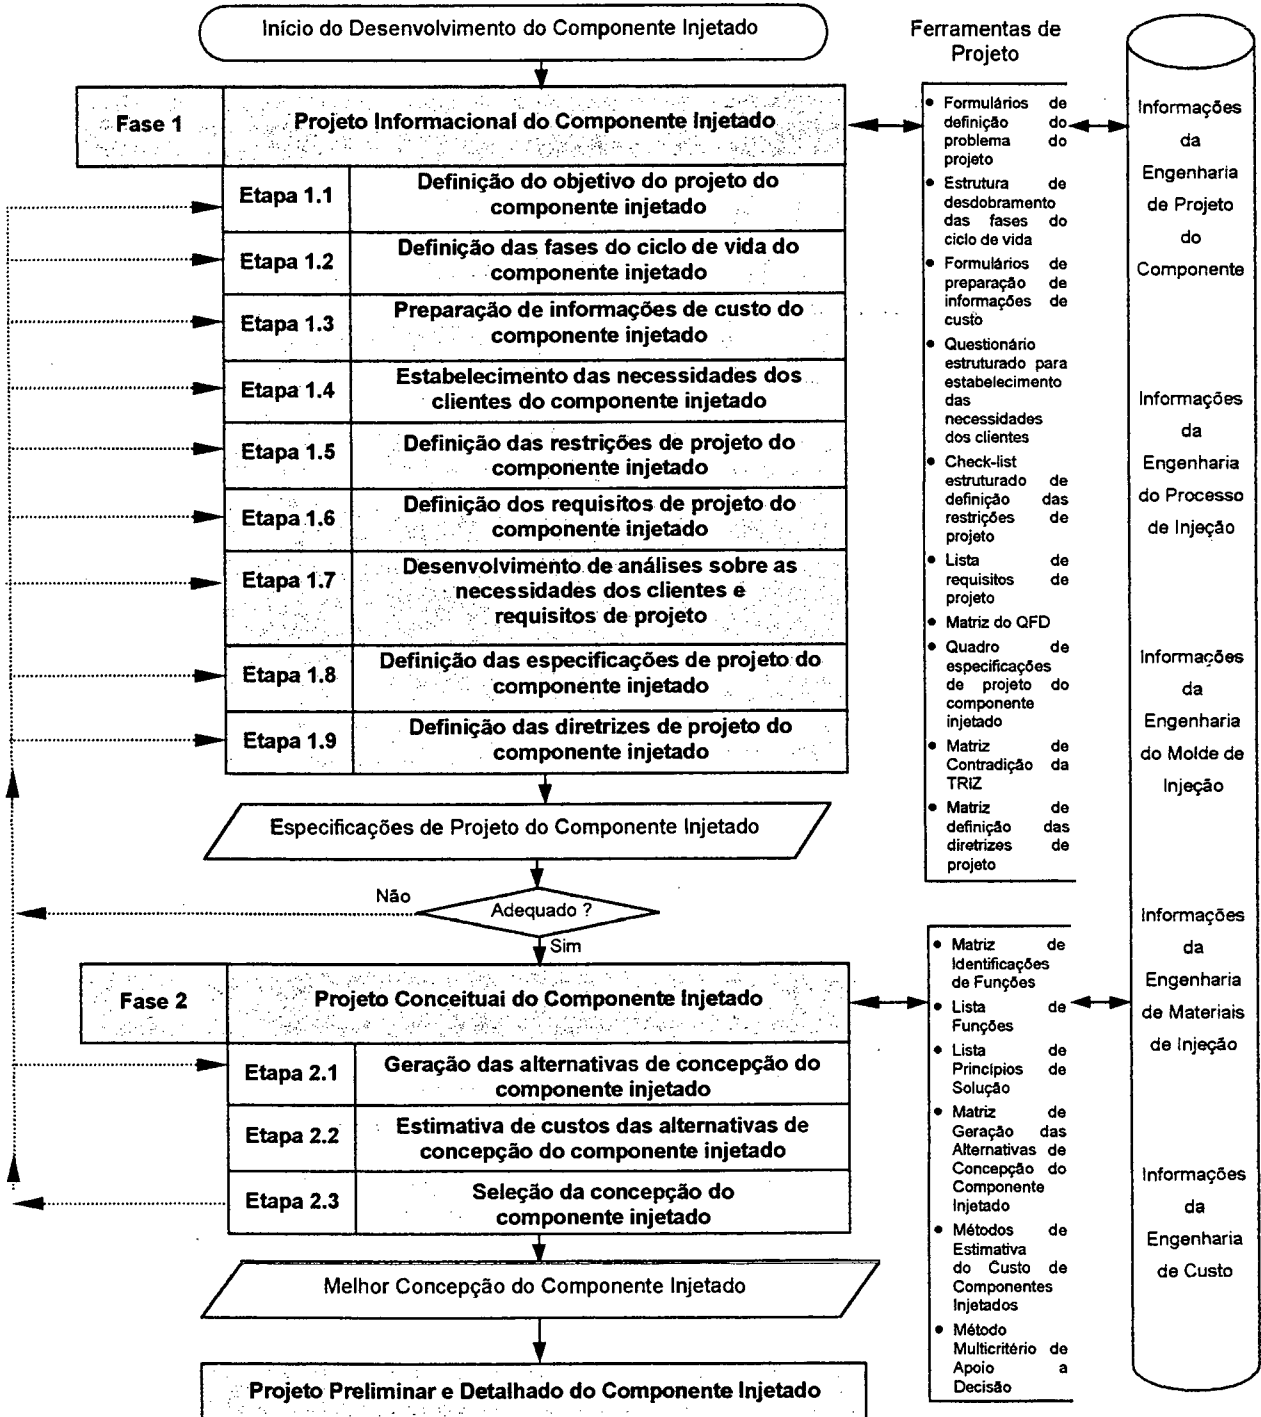 Início do Desenvolvimento do Componente Injetado
Fase 1
Projeto Informacional do Componente Injetado
Etapa 1.1
Definição do objetivo do projeto do
componente injetado
Etapa 1.2
Definição das fases do ciclo de vida do
componente injetado
Etapa 1.3
Preparação de informações de custo do
componente injetado
Etapa 1.4
Estabelecimento das necessidades dos
clientes do componente injetado
Etapa 1.5
Definição das restrições de projeto do
componente injetado
Etapa 1.6
Definição dos requisitos de projeto do
componente injetado
Etapa 1.7
Desenvolvimento de análises sobre as
necessidades dos clientes e
requisitos de projeto
Etapa 1.8
Definição das especificações de projeto do
componente injetado
Etapa 1.9
Definição das diretrizes de projeto do
componente injetado
Especificações de Projeto do Componente Injetado
Não
Adequado ?
Sim
Fase 2
Projeto Conceituai do Componente Injetado
Etapa 2.1
Geração das alternativas de concepção do
componente injetado
Etapa 2.2
Estimativa de custos das alternativas de
concepção do componente injetado
Etapa 2.3
Seleção da concepção do
componente injetado
Melhor Concepção do Componente Injetado
Projeto Preliminar e Detalhado do Componente Injetado
Ferramentas de
Projeto
• Formulários de
definição do
problema do
projeto
• Estrutura de
desdobramento
das fases do
ciclo de vida
• Formulários de
preparação de
informações de
custo
• Questionário
estruturado para
estabelecimento
das
necessidades
dos clientes
• Check-list
estruturado de
definição das
restrições de
projeto
• Lista de
requisitos de
projeto
• Matriz do QFD
• Quadro de
especificações
de projeto do
componente
injetado
• Matriz de
Contradição da
TRIZ
• Matriz de
definição das
diretrizes de
projeto
• Matriz de
Identificações
de Funções
• Lista de
Funções
• Lista de
Princípios de
Solução
• Matriz de
Geração das
Alternativas de
Concepção do
Componente
Injetado
• Métodos de
Estimativa
do Custo de
Componentes
Injetados
• Método
Multicritério de
Apoio a
Decisão
Informações
da
Engenharia
de Projeto
do
Componente
Informações
da
Engenharia
do Processo
de Injeção
Informações
da
Engenharia
do Molde de
Injeção
Informações
da
Engenharia
de Materiais
de Injeção
Informações
da
Engenharia
de Custo